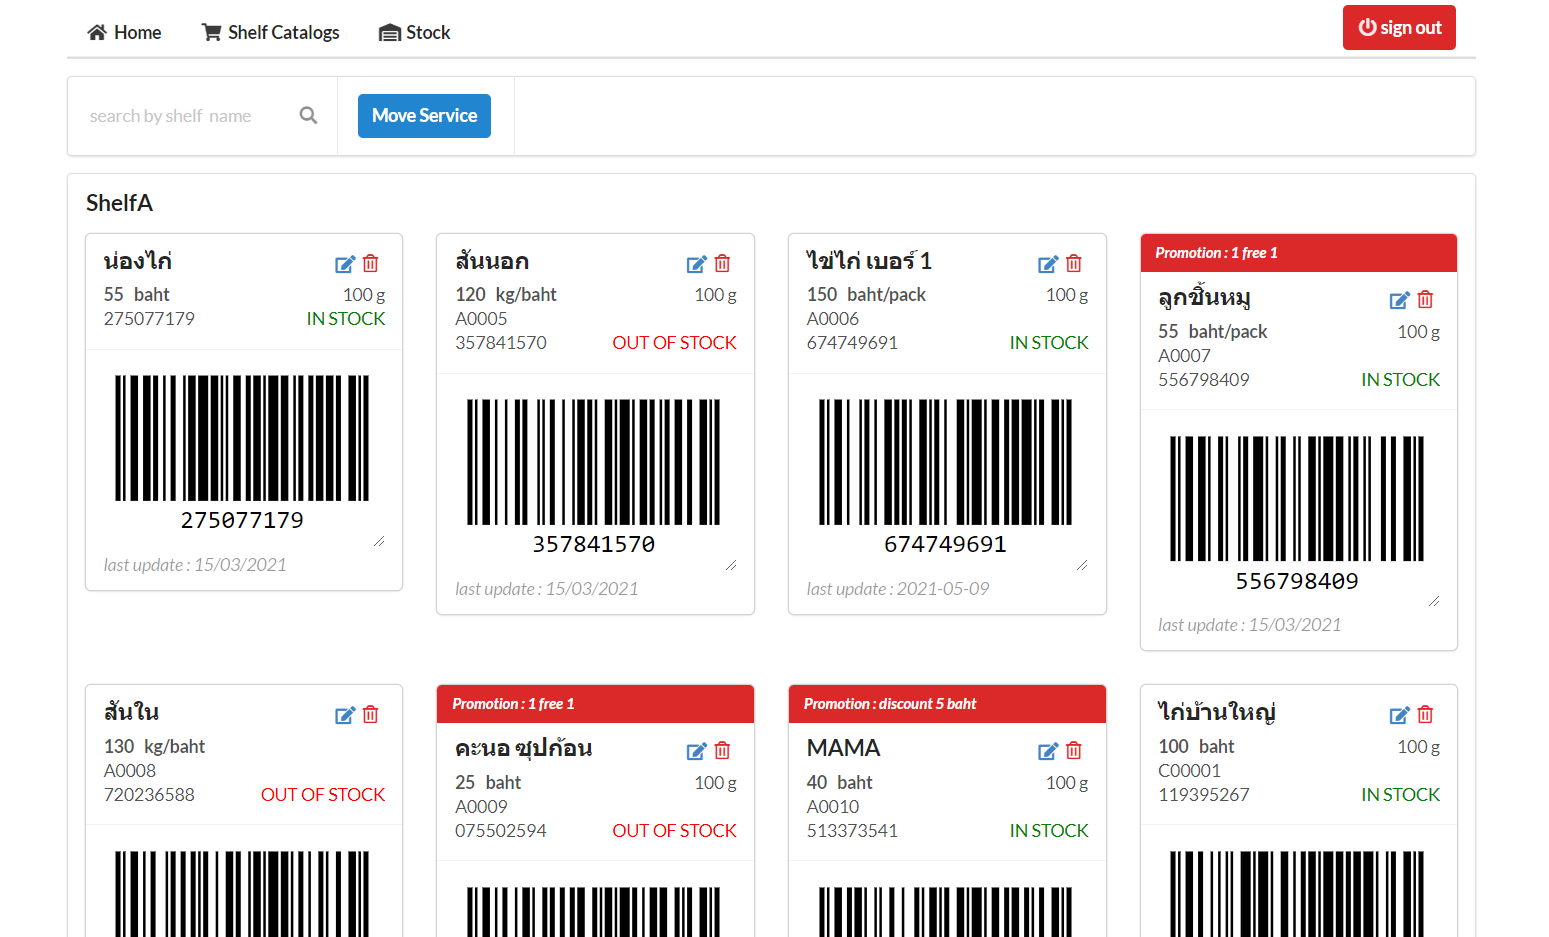 Home Shelf Catalogs Stock sign out
search by shelf name Move Service
ShelfA
น่องไก่
55 baht 100 g
275077179 IN STOCK
275077179
last update : 15/03/2021
สันนอก
120 kg/baht 100 g
A0005
357841570 OUT OF STOCK
357841570
last update : 15/03/2021
ไข่ไก่ เบอร์ 1
150 baht/pack 100 g
A0006
674749691 IN STOCK
674749691
last update : 2021-05-09
Promotion : 1 free 1
ลูกชิ้นหมู
55 baht/pack 100 g
A0007
556798409 IN STOCK
556798409
last update : 15/03/2021
สันใน
130 kg/baht
A0008
720236588 OUT OF STOCK
Promotion : 1 free 1
คะนอ ซุปก้อน
25 baht 100 g
A0009
075502594 OUT OF STOCK
Promotion : discount 5 baht
MAMA
40 baht 100 g
A0010
513373541 IN STOCK
ไก่บ้านใหญ่
100 baht 100 g
C00001
119395267 IN STOCK